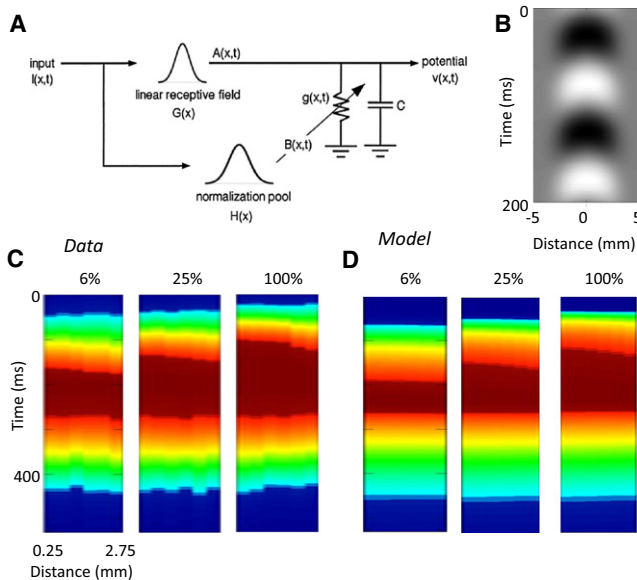 A
input
I(x,t)
A(x,t)
linear receptive field
G(x)
g(x,t)
C
B(x,t)
potential
v(x,t)
normalization pool
H(x)
B
0
Time (ms)
200
-5
0
5
Distance (mm)
Data
C
6%
25%
100%
0
Time (ms)
400
0.25
2.75
Distance (mm)
Model
D
6%
25%
100%